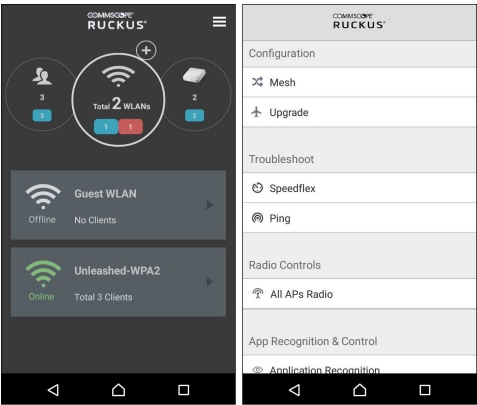 COMMSCOPE
RUCKUS
3
3
Total 2 WLANs
1 1
2
2
Guest WLAN
Offline
No Clients
Unleashed-WPA2
Online
Total 3 Clients
COMMSCOPE
RUCKUS
Configuration
Mesh
Upgrade
Troubleshoot
Speedflex
Ping
Radio Controls
All APs Radio
App Recognition & Control
Application Recognition